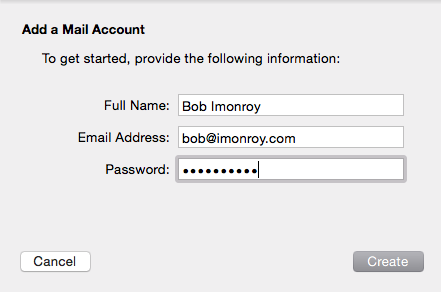 Add a Mail Account
To get started, provide the following information:
Full Name: Bob Imonroy
Email Address: bob@imonroy.com
Password: ••••••••••
Cancel Create